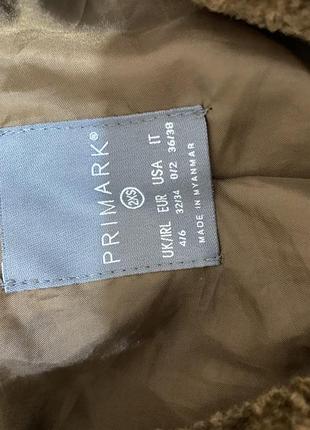 PRIMARK®
2XS
UK/IRL EUR USA IT
4/6 32/34 0/2 36/38
MADE IN MYANMAR